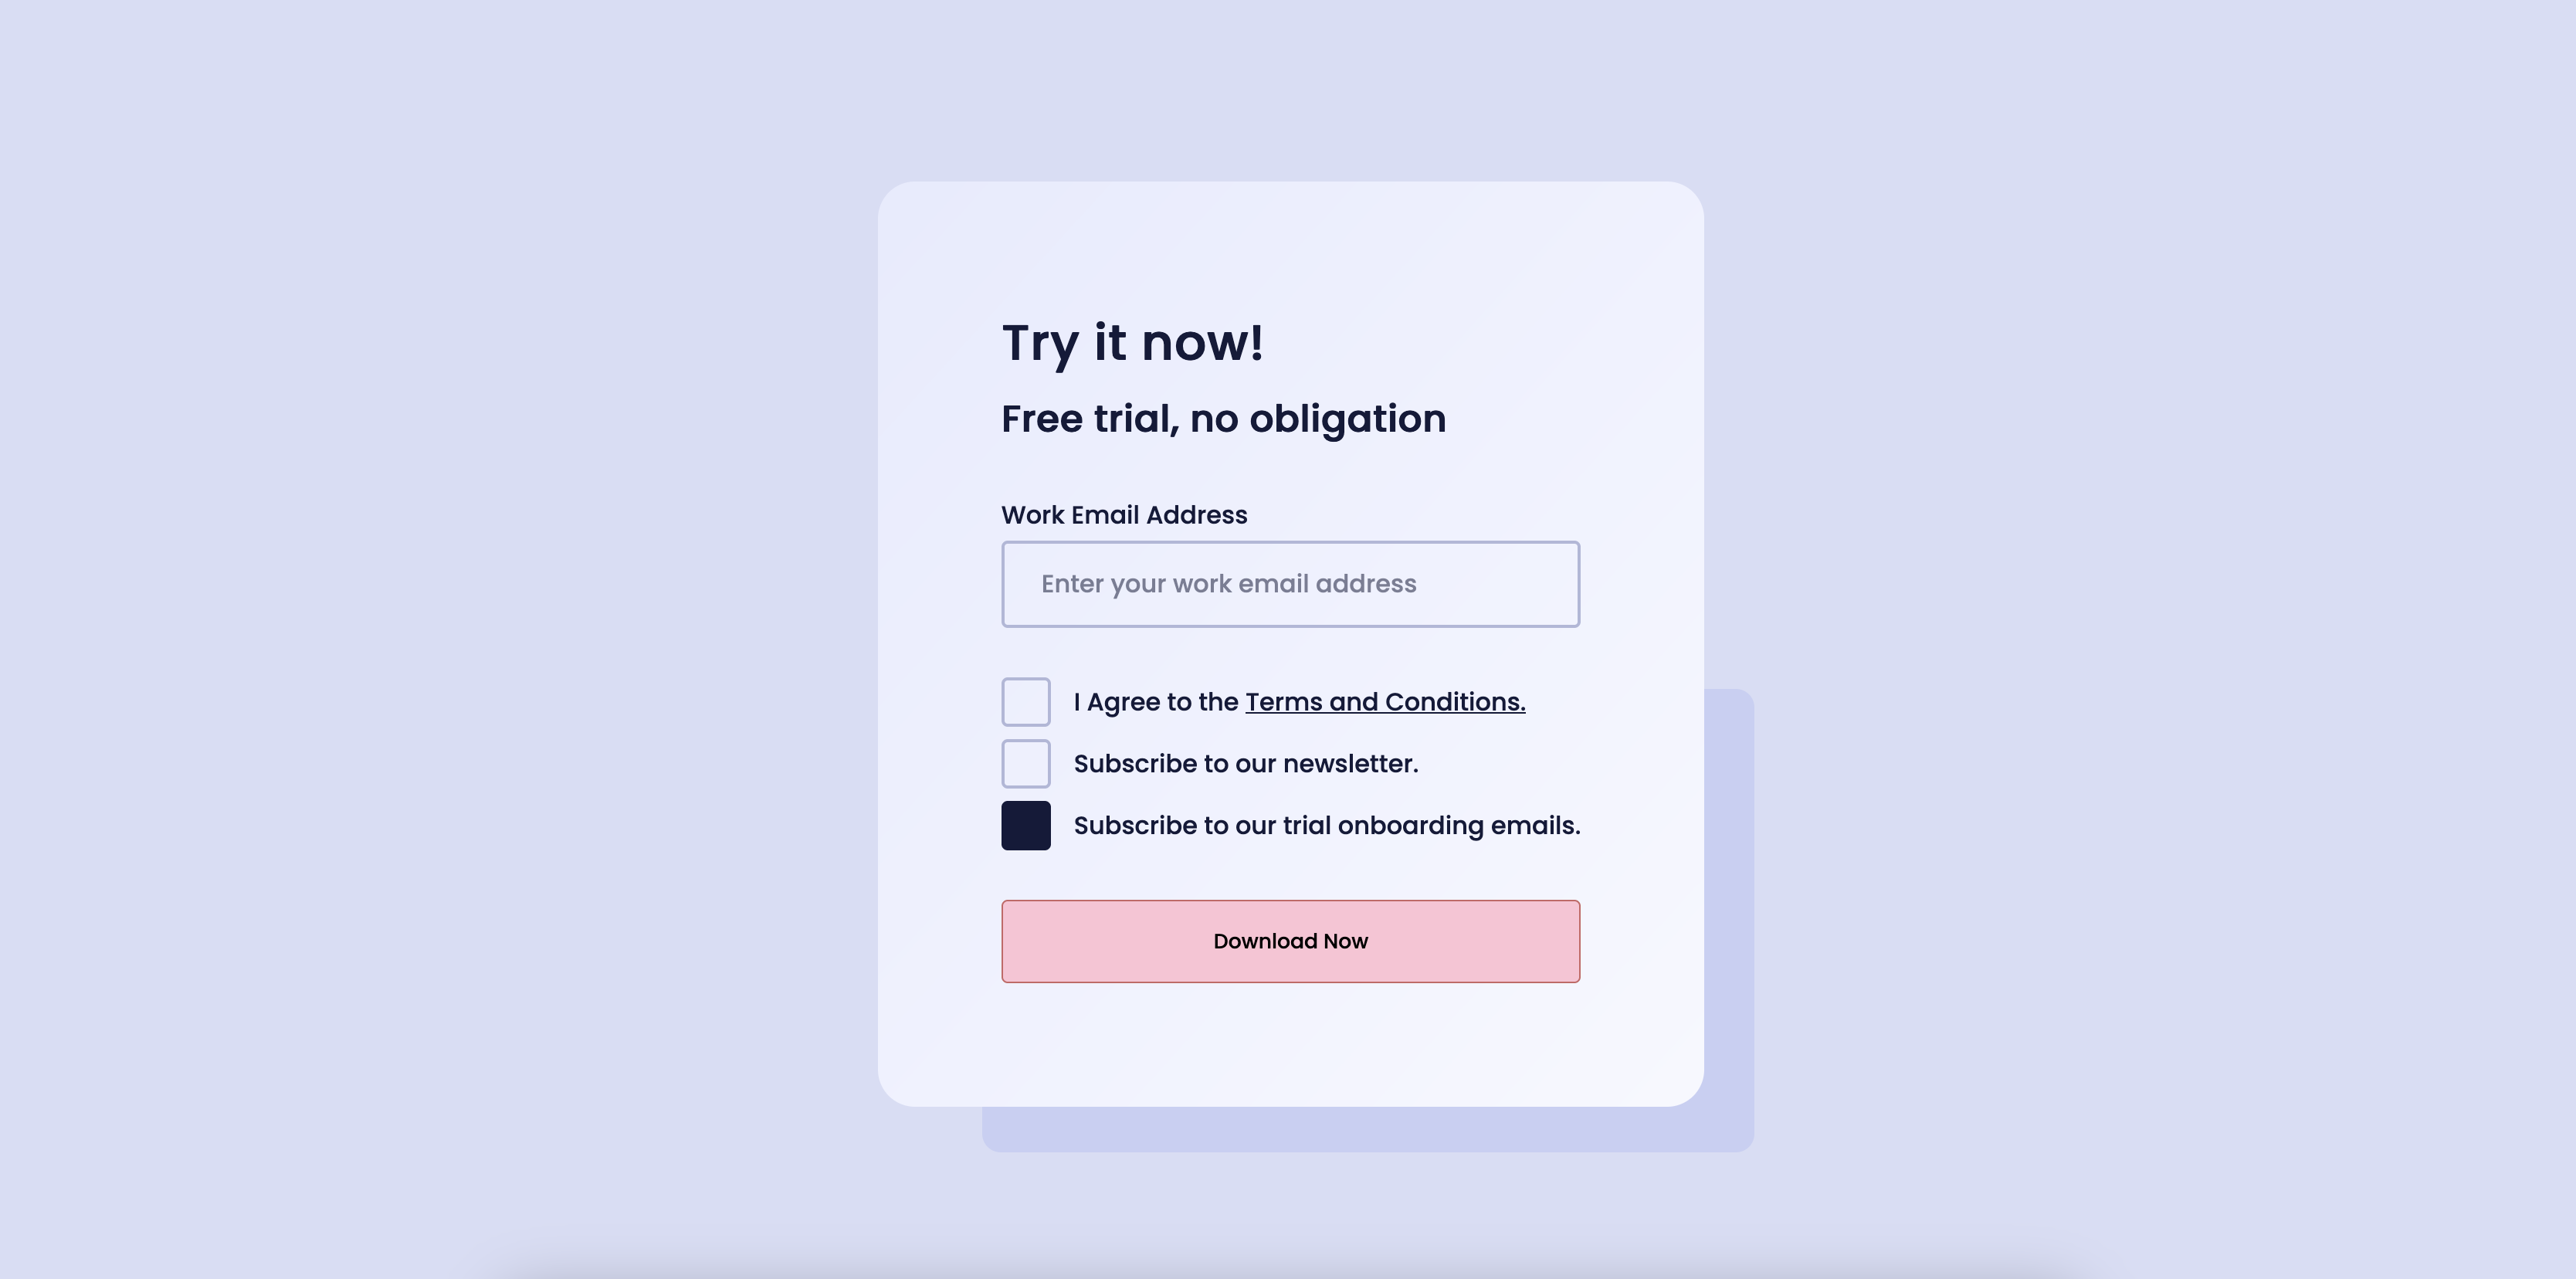 Try it now!
Free trial, no obligation
Work Email Address
Enter your work email address
I Agree to the Terms and Conditions.
Subscribe to our newsletter.
Subscribe to our trial onboarding emails.
Download Now